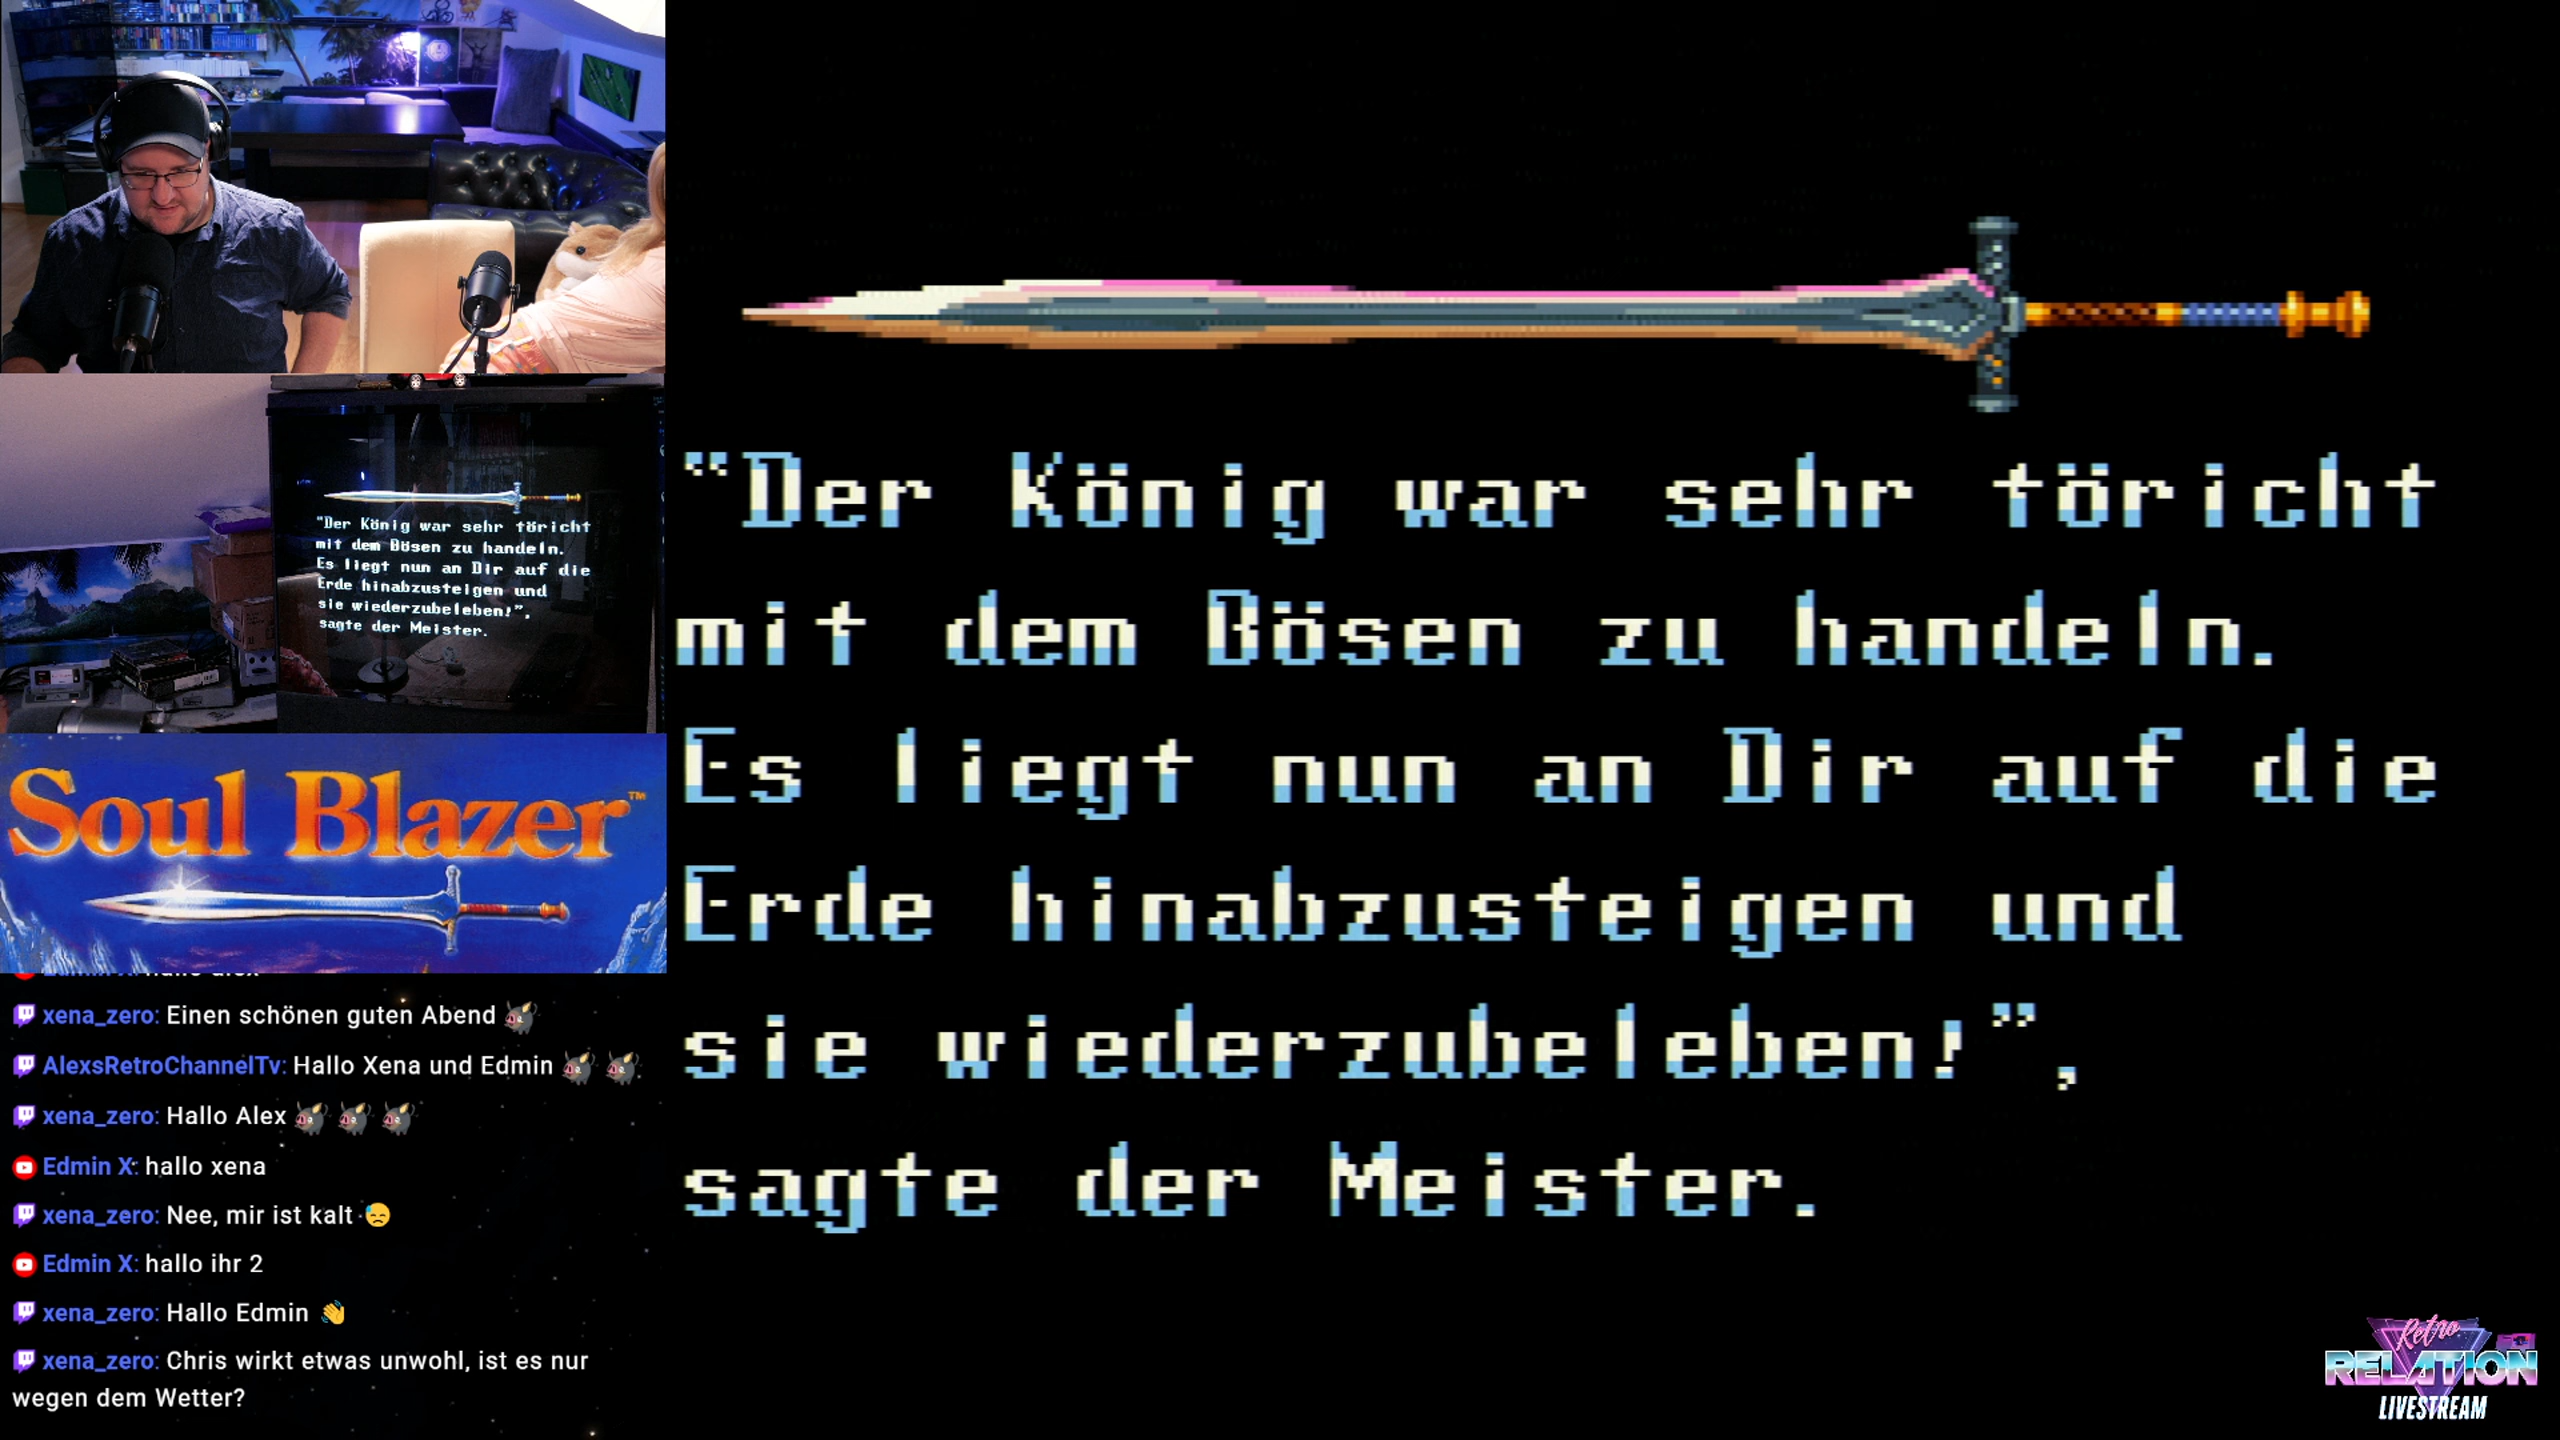 "Der König war sehr töricht
mit dem Bösen zu handeln.
Es liegt nun an Dir auf die
Erde hinabzusteigen und
sie wiederzubeleben!",
sagte der Meister.
"Der König war sehr töricht
mit dem Bösen zu handeln.
Es liegt nun an Dir auf die
Erde hinabzusteigen und
sie wiederzubeleben!",
sagte der Meister.
Soul Blazer™
Edmin X: hallo alex
xena_zero: Einen schönen guten Abend
AlexsRetroChannelTv: Hallo Xena und Edmin
xena_zero: Hallo Alex
Edmin X: hallo xena
xena_zero: Nee, mir ist kalt
Edmin X: hallo ihr 2
xena_zero: Hallo Edmin
xena_zero: Chris wirkt etwas unwohl, ist es nur
wegen dem Wetter?
Retro
RELATION
LIVESTREAM